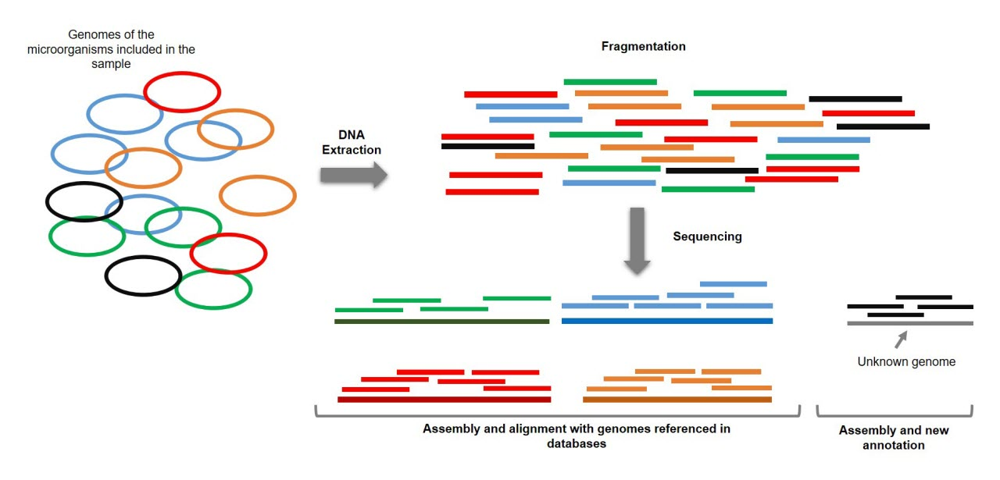 Genomes of the
microorganisms included in the
sample
Fragmentation
DNA
Extraction
Sequencing
Unknown genome
Assembly and alignment with genomes referenced in
databases
Assembly and new
annotation